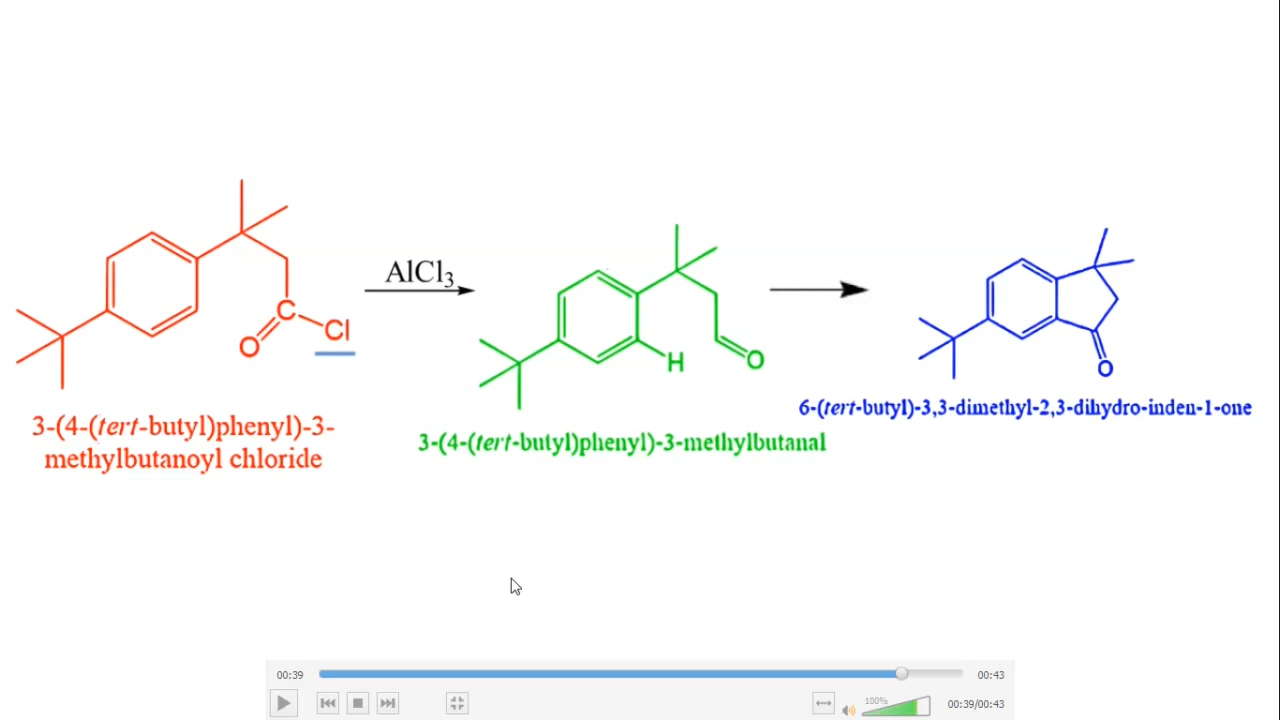 AlCl3
C
Cl
O
H
O
O
3-(4-(tert-butyl)phenyl)-3-
methylbutanoyl chloride
3-(4-(tert-butyl)phenyl)-3-methylbutanal
6-(tert-butyl)-3,3-dimethyl-2,3-dihydro-inden-1-one
00:39
00:43
100%
00:39/00:43